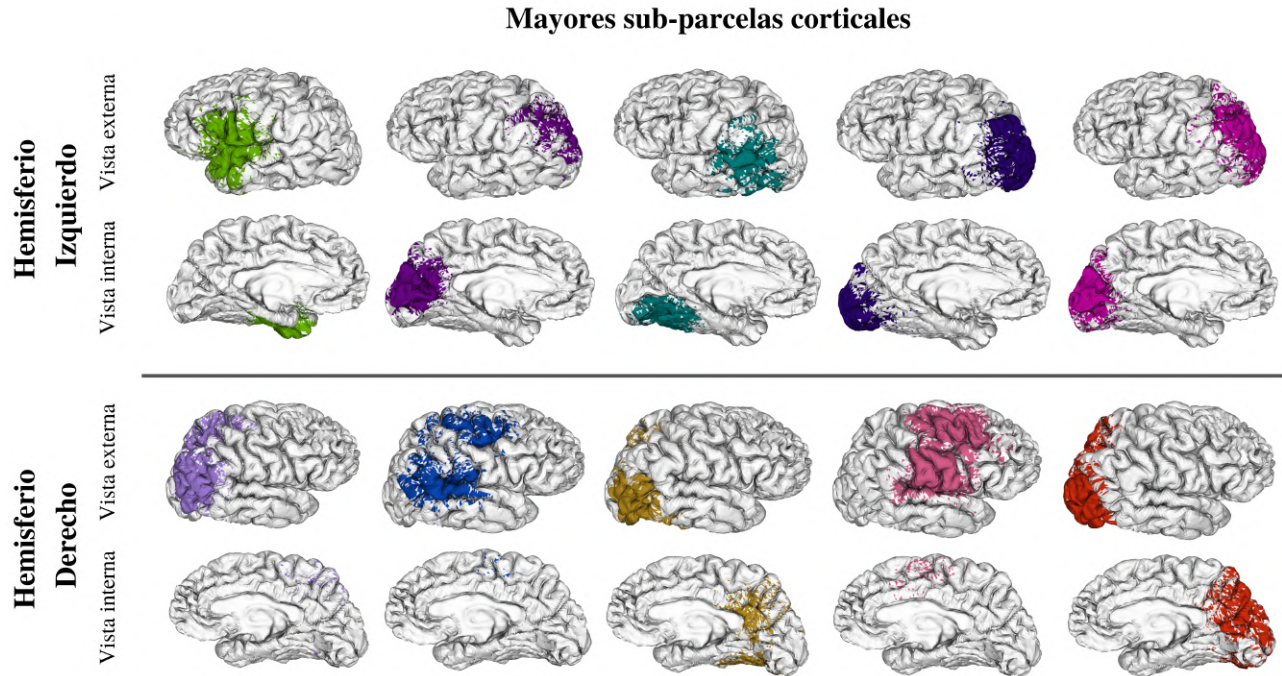 Mayores sub-parcelas corticales
Hemisferio
Izquierdo
Vista externa
Vista interna
Hemisferio
Derecho
Vista externa
Vista interna